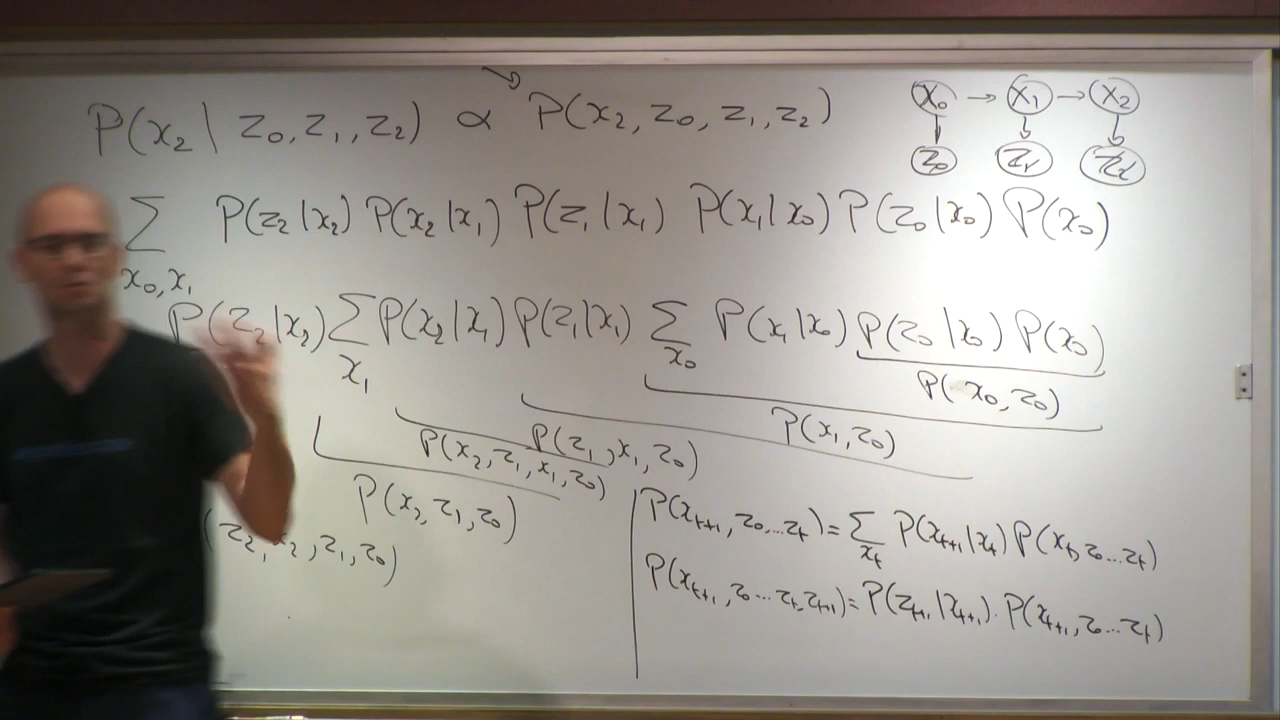 P(x₂ | z₀, z₁, z₂) ∝ P(x₂, z₀, z₁, z₂)
x₀ → x₁ → x₂
z₀ z₁ z₂
∑ P(z₂|x₂) P(x₂|x₁) P(z₁|x₁) P(x₁|x₀) P(z₀|x₀) P(x₀)
x₀, x₁
P(z₂|x₂) ∑ P(x₂|x₁) P(z₁|x₁) ∑ P(x₁|x₀) P(z₀|x₀) P(x₀)
x₁ x₀
P(x₀, z₀)
P(x₁, z₀)
P(z₁, x₁, z₀)
P(x₂, z₁, x₁, z₀)
P(x₂, z₁, z₀)
(z₂, x₂, z₁, z₀)
P(xₜ₊₁, z₀...zₜ) = ∑ P(xₜ₊₁|xₜ) P(xₜ, z₀...zₜ)
xₜ
P(xₜ₊₁, z₀...zₜ, zₜ₊₁) = P(zₜ₊₁|xₜ₊₁) · P(xₜ₊₁, z₀...zₜ)